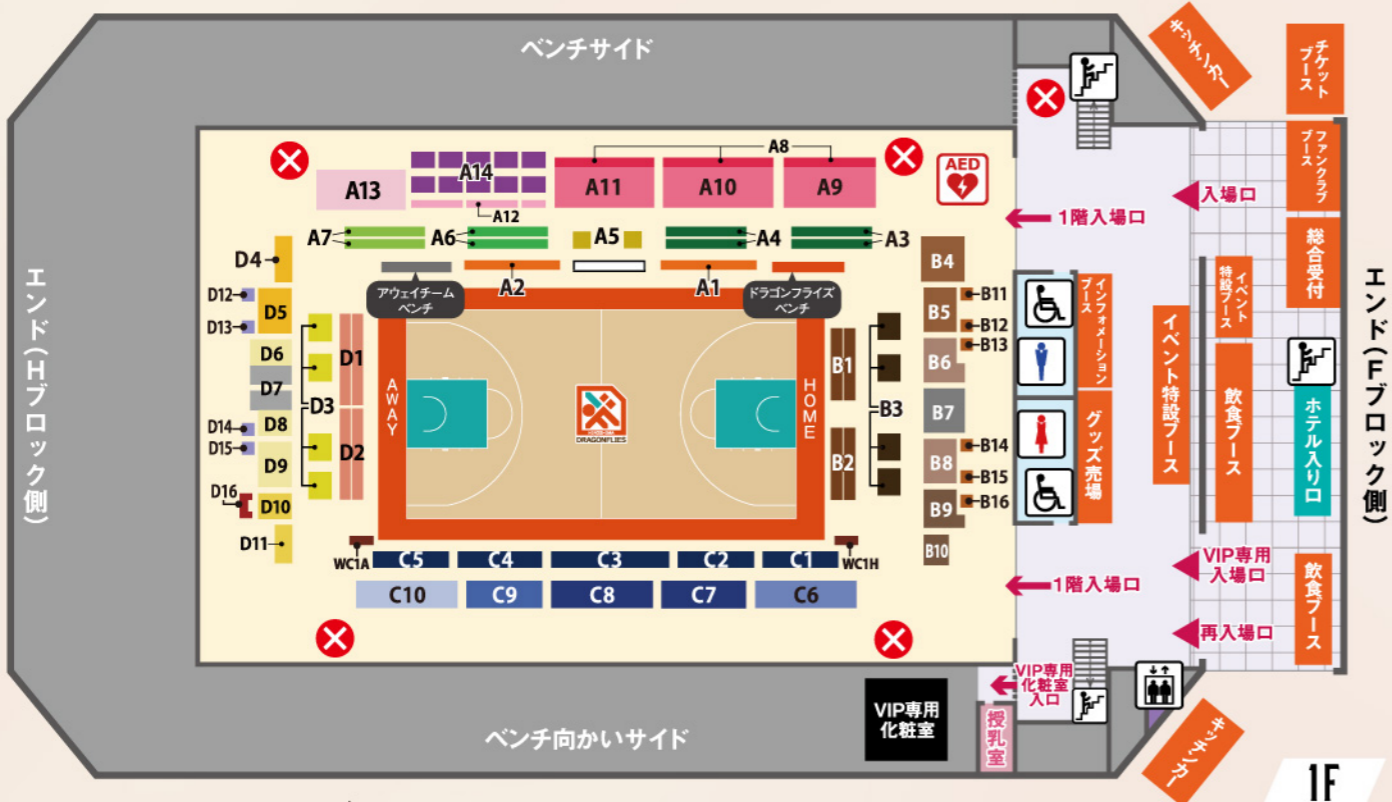 ベンチサイド
キッチンカー
チケット
ブース
ファンクラブ
ブース
総合受付
入場口
1階入場口
AED
A8
A14
A13
A11
A10
A9
A12
A7
A6
A5
A4
A3
A2
A1
アウェイチーム
ベンチ
ドラゴンフライズ
ベンチ
D4
D12
D5
D13
D6
D7
D3
D14
D8
D15
D9
D16
D10
D11
D1
D2
AWAY
DRAGONFLIES
HOME
B1
B2
B3
B4
B5
B11
B12
B13
B6
B7
B8
B14
B15
B9
B16
B10
WC1A
C5
C4
C3
C2
C1
WC1H
C10
C9
C8
C7
C6
エンド(Hブロック側)
エンド(Fブロック側)
インフォメーション
ブース
グッズ売場
イベント特設ブース
イベント
特設ブース
飲食ブース
ホテル入り口
1階入場口
VIP専用
入場口
再入場口
飲食ブース
VIP専用
化粧室
入口
VIP専用
化粧室
授乳室
ベンチ向かいサイド
キッチンカー
1F